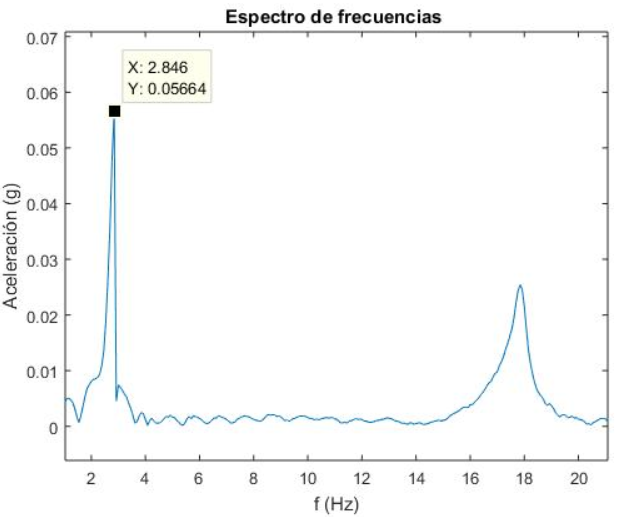 Espectro de frecuencias
0.07
X: 2.846
Y: 0.05664
0.06
0.05
0.04
0.03
0.02
0.01
0
Aceleración (g)
2 4 6 8 10 12 14 16 18 20
f (Hz)